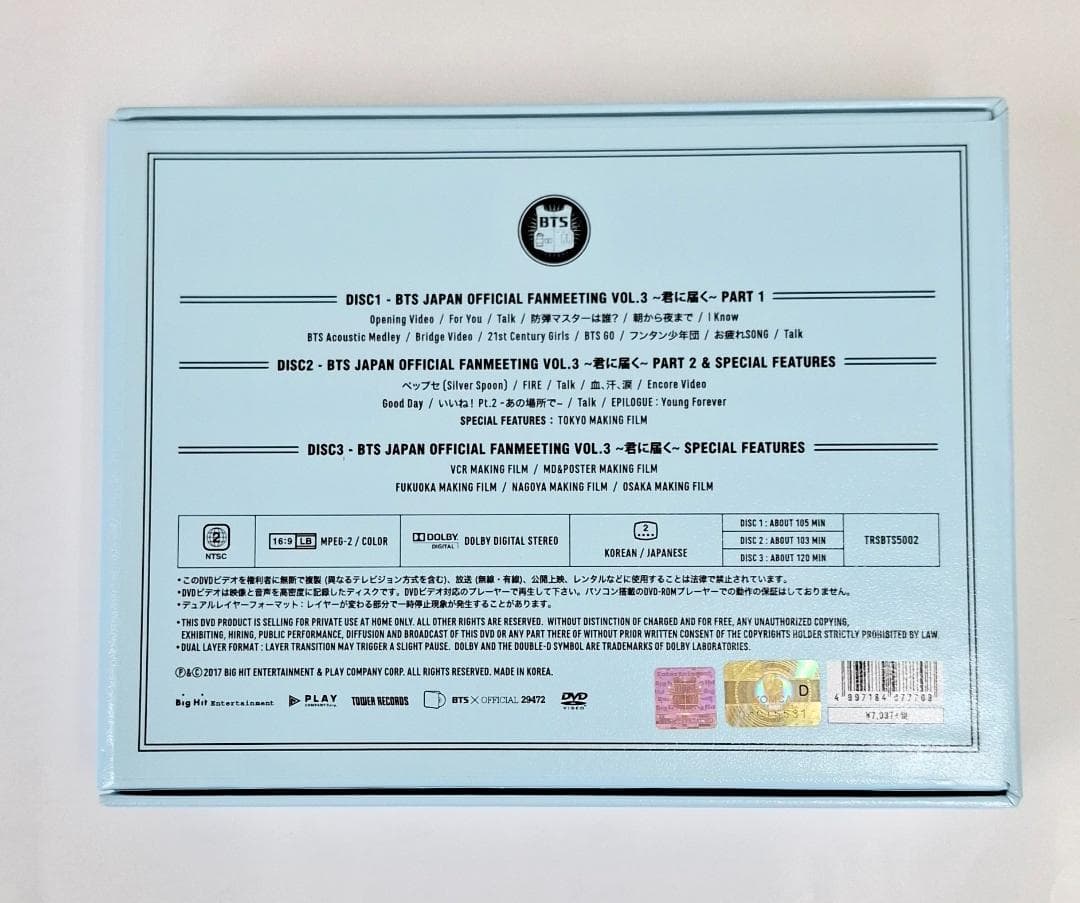 BTS
DISC1 - BTS JAPAN OFFICIAL FANMEETING VOL.3 ~君に届く~ PART 1
Opening Video / For You / Talk / 防弾マスターは誰? / 朝から夜まで / I Know
BTS Acoustic Medley / Bridge Video / 21st Century Girls / BTS GO / フンタン少年団 / お疲れSONG / Talk
DISC2 - BTS JAPAN OFFICIAL FANMEETING VOL.3 ~君に届く~ PART 2 & SPECIAL FEATURES
ペップセ (Silver Spoon) / FIRE / Talk / 血、汗、涙 / Encore Video
Good Day / いいね! Pt.2 -あの場所で- / Talk / EPILOGUE : Young Forever
SPECIAL FEATURES : TOKYO MAKING FILM
DISC3 - BTS JAPAN OFFICIAL FANMEETING VOL.3 ~君に届く~ SPECIAL FEATURES
VCR MAKING FILM / MD&POSTER MAKING FILM
FUKUOKA MAKING FILM / NAGOYA MAKING FILM / OSAKA MAKING FILM
2 NTSC
16:9 LB MPEG-2 / COLOR
DOLBY DIGITAL DOLBY DIGITAL STEREO
2 KOREAN / JAPANESE
DISC 1 : ABOUT 105 MIN
DISC 2 : ABOUT 103 MIN
DISC 3 : ABOUT 120 MIN
TRSBTS5002
•このDVDビデオを権利者に無断で複製 (異なるテレビジョン方式を含む)、放送 (無線・有線)、公開上映、レンタルなどに使用することは法律で禁止されています。
•DVDビデオは映像と音声を高密度に記録したディスクです。DVDビデオ対応のプレーヤーで再生して下さい。パソコン搭載のDVD-ROMプレーヤーでの動作の保証はしておりません。
•デュアルレイヤーフォーマット : レイヤーが変わる部分で一時停止現象が発生することがあります。
•THIS DVD PRODUCT IS SELLING FOR PRIVATE USE AT HOME ONLY. ALL OTHER RIGHTS ARE RESERVED. WITHOUT DISTINCTION OF CHARGED AND FOR FREE, ANY UNAUTHORIZED COPYING,
EXHIBITING, HIRING, PUBLIC PERFORMANCE, DIFFUSION AND BROADCAST OF THIS DVD OR ANY PART THERE OF WITHOUT PRIOR WRITTEN CONSENT OF THE COPYRIGHTS HOLDER STRICTLY PROHIBITED BY LAW.
•DUAL LAYER FORMAT : LAYER TRANSITION MAY TRIGGER A SLIGHT PAUSE. DOLBY AND THE DOUBLE-D SYMBOL ARE TRADEMARKS OF DOLBY LABORATORIES.
Ⓟ&Ⓒ 2017 BIG HIT ENTERTAINMENT & PLAY COMPANY CORP. ALL RIGHTS RESERVED. MADE IN KOREA.
Big Hit Entertainment PLAY COMPANY Corp. TOWER RECORDS BTS X OFFICIAL 29472 DVD VIDEO
D